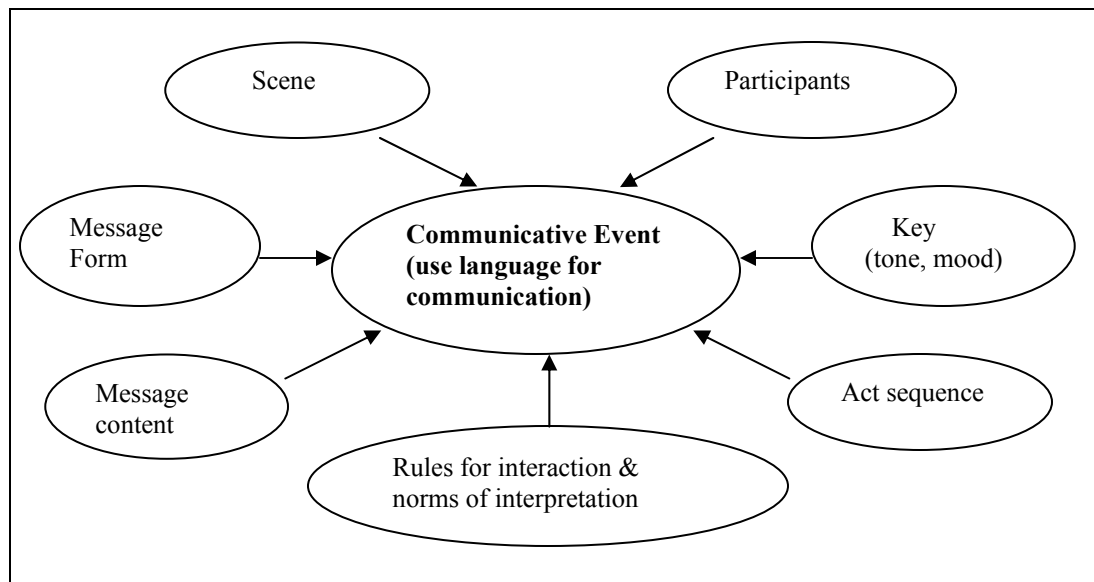 Scene
Participants
Message
Form
Communicative Event
(use language for
communication)
Key
(tone, mood)
Message
content
Act sequence
Rules for interaction &
norms of interpretation